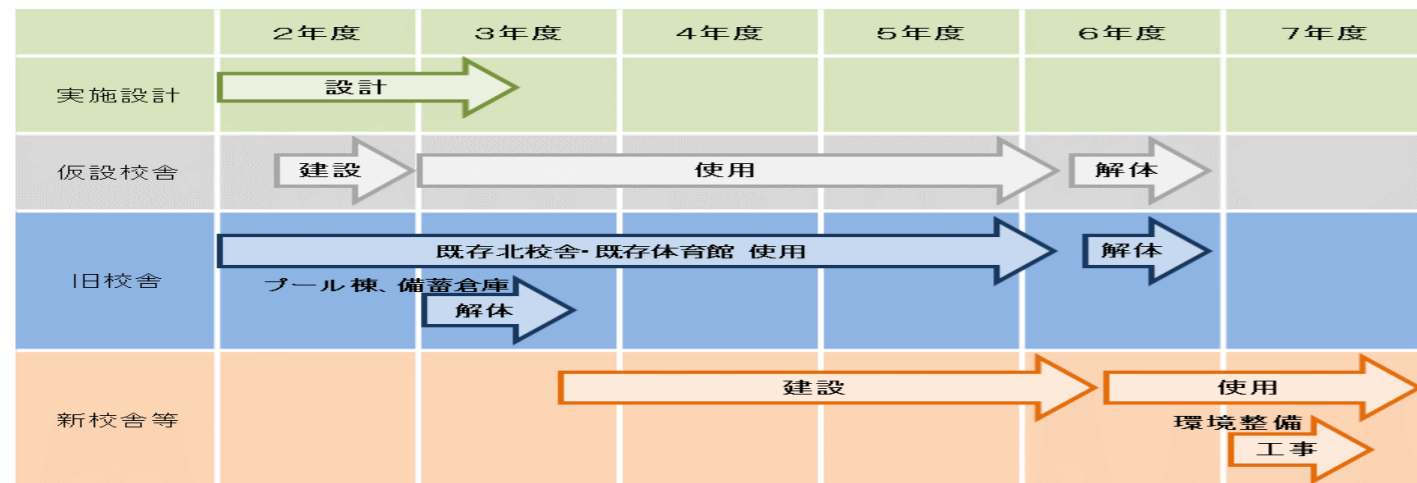 2年度 3年度 4年度 5年度 6年度 7年度
実施設計 設計
仮設校舎 建設 使用 解体
旧校舎 既存北校舎・既存体育館 使用 解体
プール棟、備蓄倉庫
解体
新校舎等 建設 使用
環境整備
工事